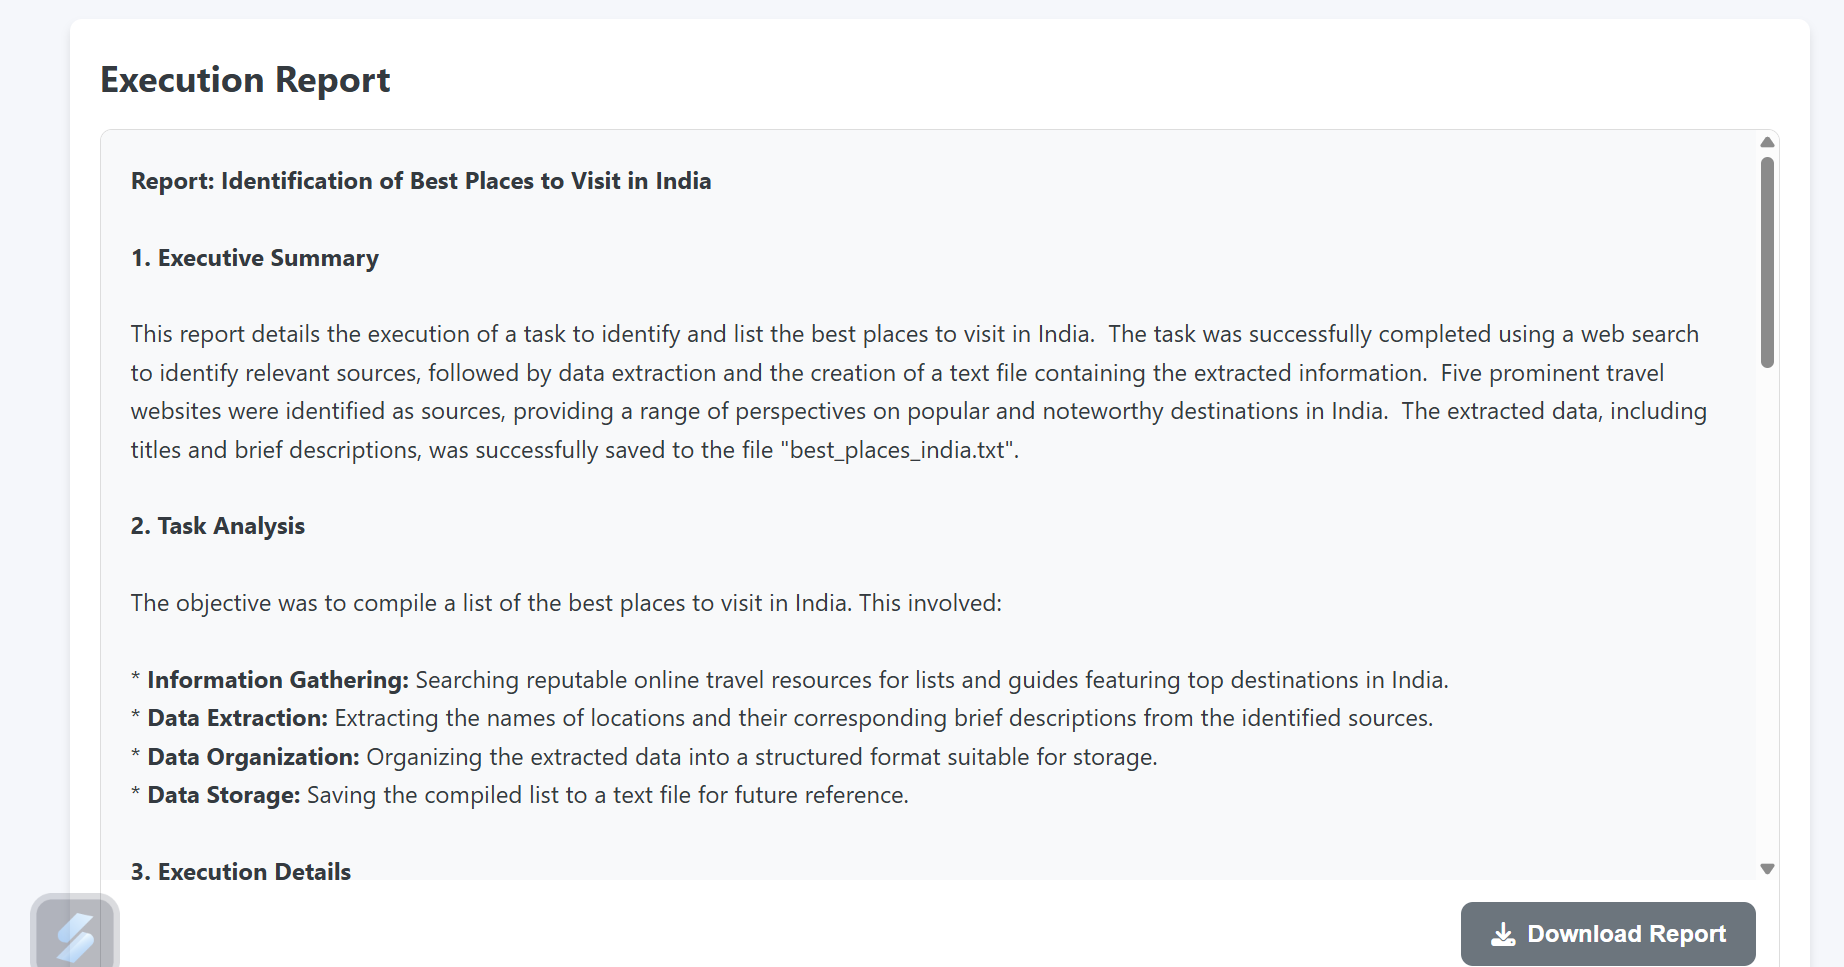 Execution Report
Report: Identification of Best Places to Visit in India
1. Executive Summary
This report details the execution of a task to identify and list the best places to visit in India.  The task was successfully completed using a web search
to identify relevant sources, followed by data extraction and the creation of a text file containing the extracted information.  Five prominent travel
websites were identified as sources, providing a range of perspectives on popular and noteworthy destinations in India.  The extracted data, including
titles and brief descriptions, was successfully saved to the file "best_places_india.txt".
2. Task Analysis
The objective was to compile a list of the best places to visit in India. This involved:
* Information Gathering: Searching reputable online travel resources for lists and guides featuring top destinations in India.
* Data Extraction: Extracting the names of locations and their corresponding brief descriptions from the identified sources.
* Data Organization: Organizing the extracted data into a structured format suitable for storage.
* Data Storage: Saving the compiled list to a text file for future reference.
3. Execution Details
Download Report